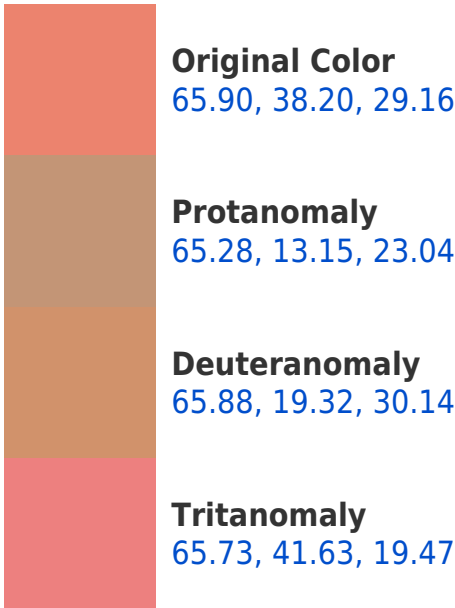 Original Color
65.90, 38.20, 29.16
Protanomaly
65.28, 13.15, 23.04
Deuteranomaly
65.88, 19.32, 30.14
Tritanomaly
65.73, 41.63, 19.47